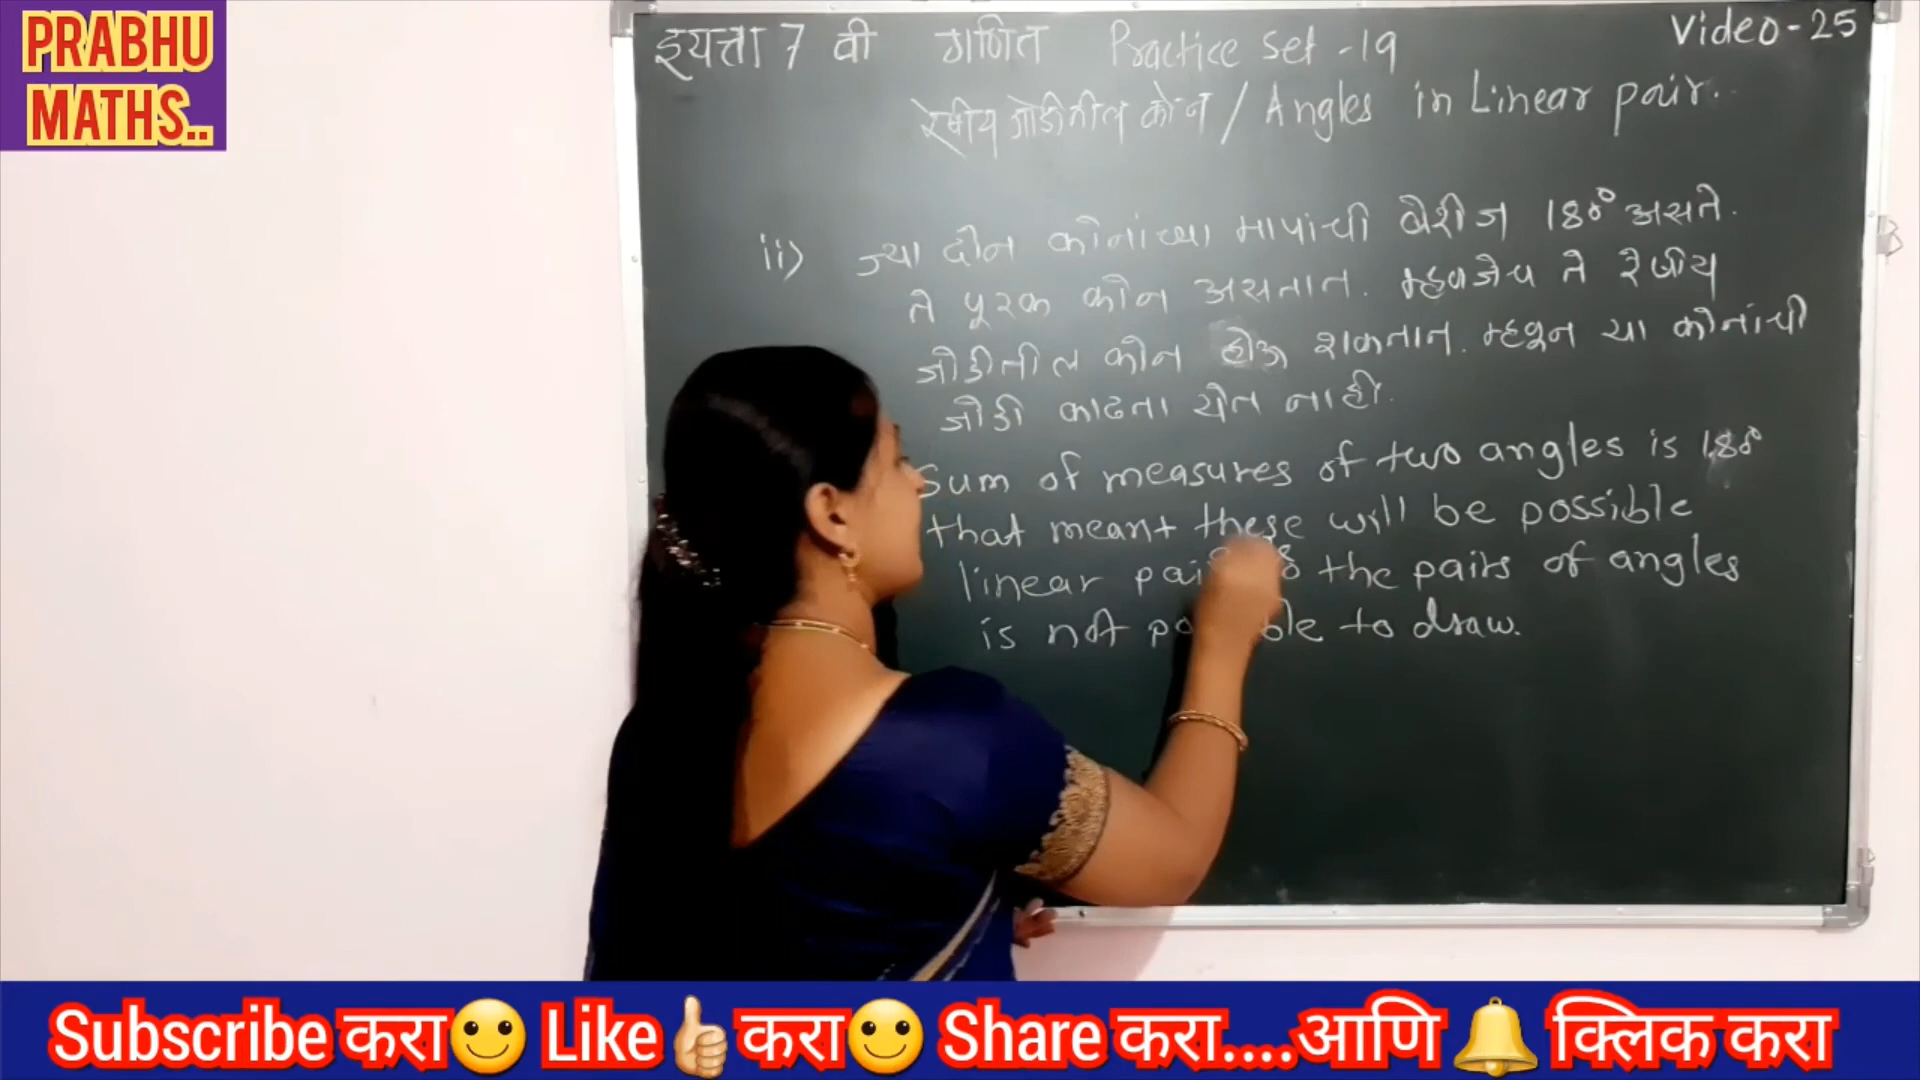 PRABHU
MATHS..
इयत्ता 7 वी गणित Practice Set - 19
Video - 25
रेषीय जोडीतील कोन / Angles in Linear pair.
ii) ज्या दोन कोनांच्या मापांची बेरीज 180° असते.
ते पूरक कोन असतात. म्हणजेच ते रेषीय
जोडीतील कोन होऊ शकतात. म्हणून या कोनांची
जोडी काढता येत नाही.
Sum of measures of two angles is 180°
that meant these will be possible
linear the pairs of angles
is not to draw.
Subscribe करा🙂 Like👍 करा🙂 Share करा....आणि 🔔 क्लिक करा